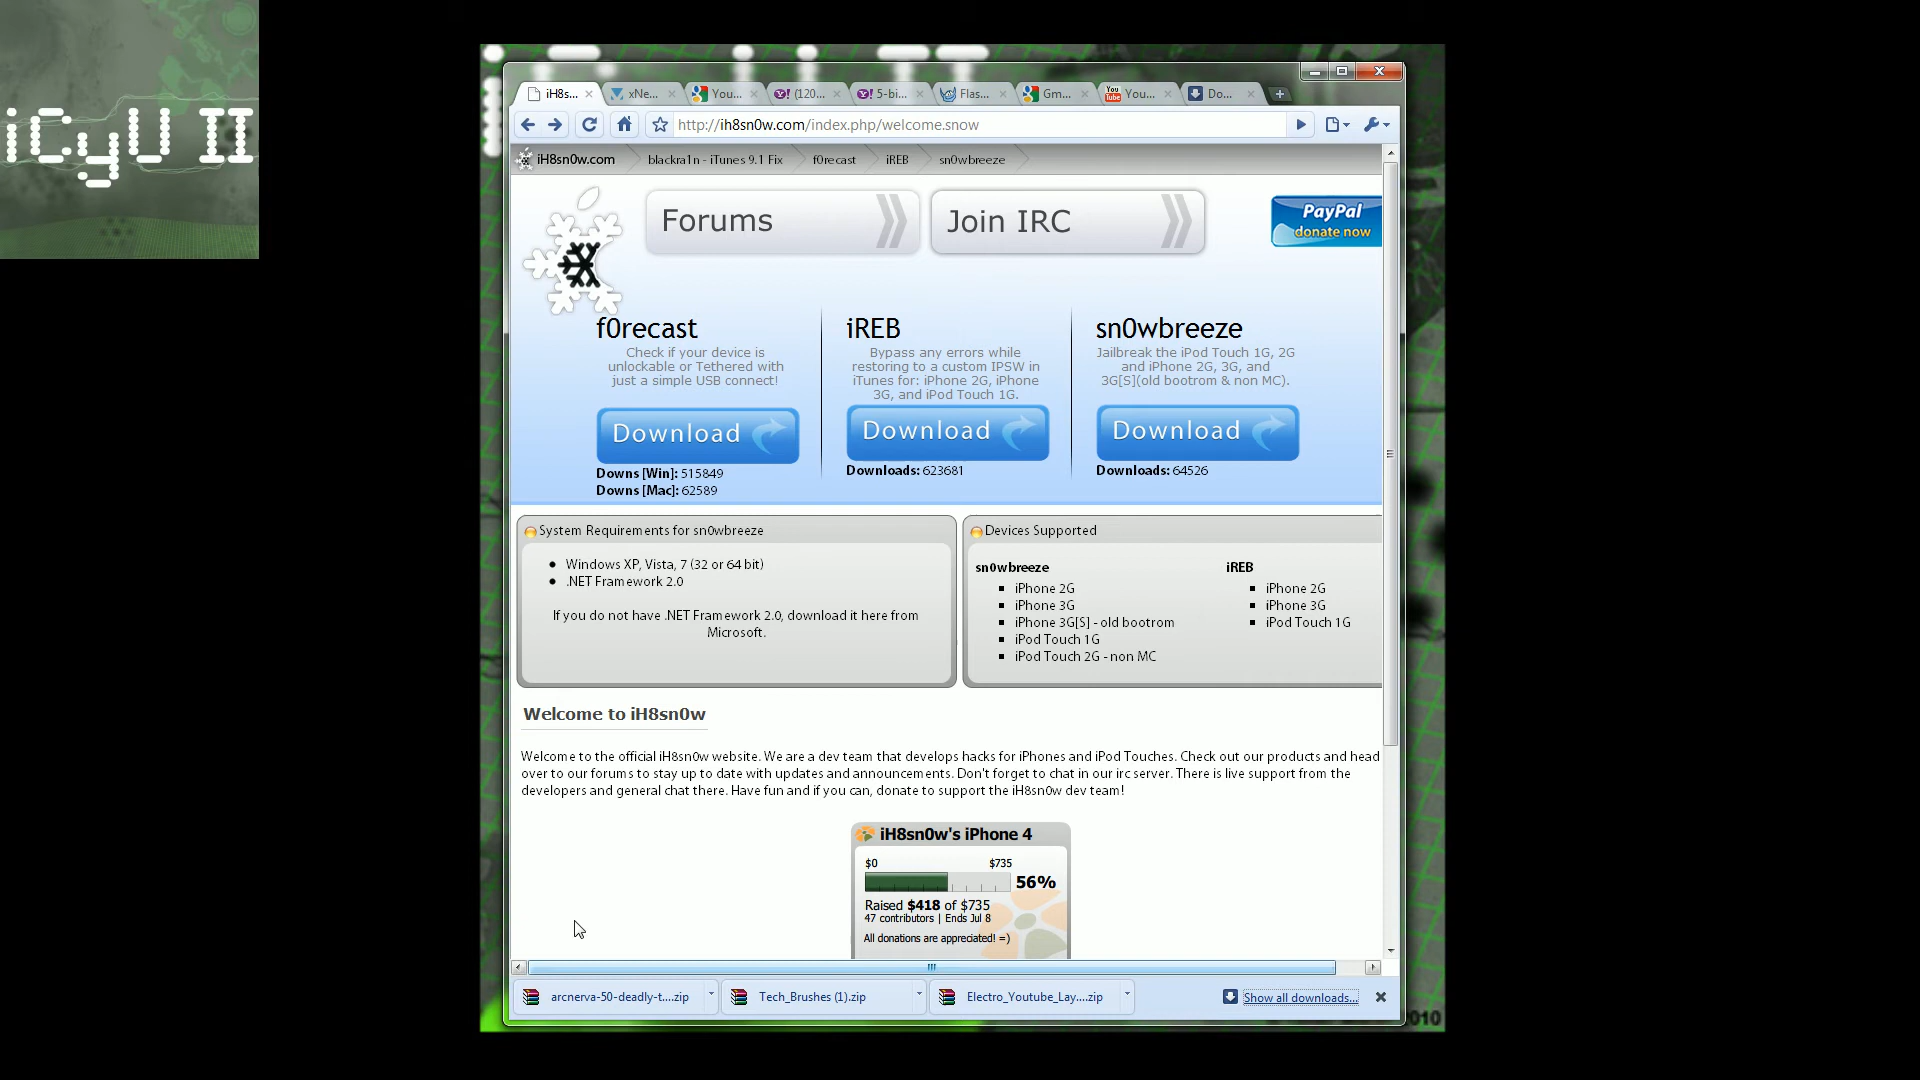 iCyU II
iH8s...
xNe...
You...
(120...
5-bi...
Flas...
Gm...
You...
Do...
http://ih8sn0w.com/index.php/welcome.snow
iH8sn0w.com
blackra1n - iTunes 9.1 Fix
f0recast
iREB
sn0wbreeze
Forums
Join IRC
PayPal
donate now
f0recast
Check if your device is
unlockable or Tethered with
just a simple USB connect!
Download
Downs [Win]: 515849
Downs [Mac]: 62589
iREB
Bypass any errors while
restoring to a custom IPSW in
iTunes for: iPhone 2G, iPhone
3G, and iPod Touch 1G.
Download
Downloads: 623681
sn0wbreeze
Jailbreak the iPod Touch 1G, 2G
and iPhone 2G, 3G, and
3G[S](old bootrom & non MC).
Download
Downloads: 64526
System Requirements for sn0wbreeze
Windows XP, Vista, 7 (32 or 64 bit)
.NET Framework 2.0
If you do not have .NET Framework 2.0, download it here from
Microsoft.
Devices Supported
sn0wbreeze
iPhone 2G
iPhone 3G
iPhone 3G[S] - old bootrom
iPod Touch 1G
iPod Touch 2G - non MC
iREB
iPhone 2G
iPhone 3G
iPod Touch 1G
Welcome to iH8sn0w
Welcome to the official iH8sn0w website. We are a dev team that develops hacks for iPhones and iPod Touches. Check out our products and head
over to our forums to stay up to date with updates and announcements. Don't forget to chat in our irc server. There is live support from the
developers and general chat there. Have fun and if you can, donate to support the iH8sn0w dev team!
iH8sn0w's iPhone 4
$0 $735
56%
Raised $418 of $735
47 contributors | Ends Jul 8
All donations are appreciated! =)
arcnerva-50-deadly-t....zip
Tech_Brushes (1).zip
Electro_Youtube_Lay....zip
Show all downloads...